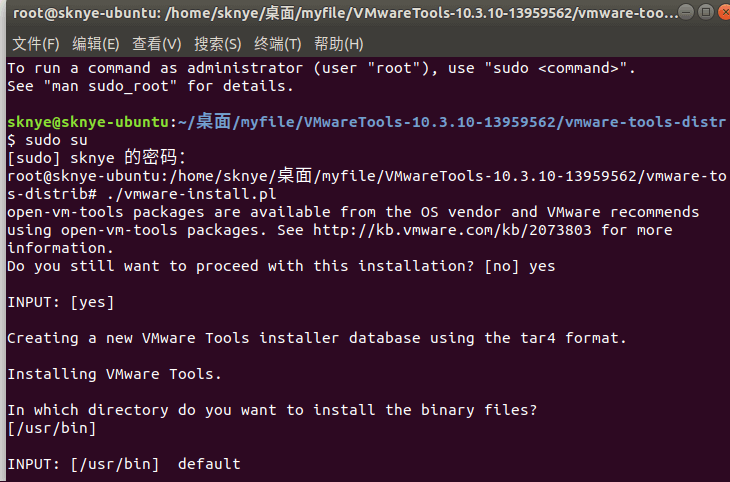 root@sknye-ubuntu: /home/sknye/桌面/myfile/VMwareTools-10.3.10-13959562/vmware-too...
文件(F) 编辑(E) 查看(V) 搜索(S) 终端(T) 帮助(H)
To run a command as administrator (user "root"), use "sudo <command>".
See "man sudo_root" for details.
sknye@sknye-ubuntu:~/桌面/myfile/VMwareTools-10.3.10-13959562/vmware-tools-distr
$ sudo su
[sudo] sknye 的密码：
root@sknye-ubuntu:/home/sknye/桌面/myfile/VMwareTools-10.3.10-13959562/vmware-to
s-distrib# ./vmware-install.pl
open-vm-tools packages are available from the OS vendor and VMware recommends
using open-vm-tools packages. See http://kb.vmware.com/kb/2073803 for more
information.
Do you still want to proceed with this installation? [no] yes
INPUT: [yes]
Creating a new VMware Tools installer database using the tar4 format.
Installing VMware Tools.
In which directory do you want to install the binary files?
[/usr/bin]
INPUT: [/usr/bin]  default